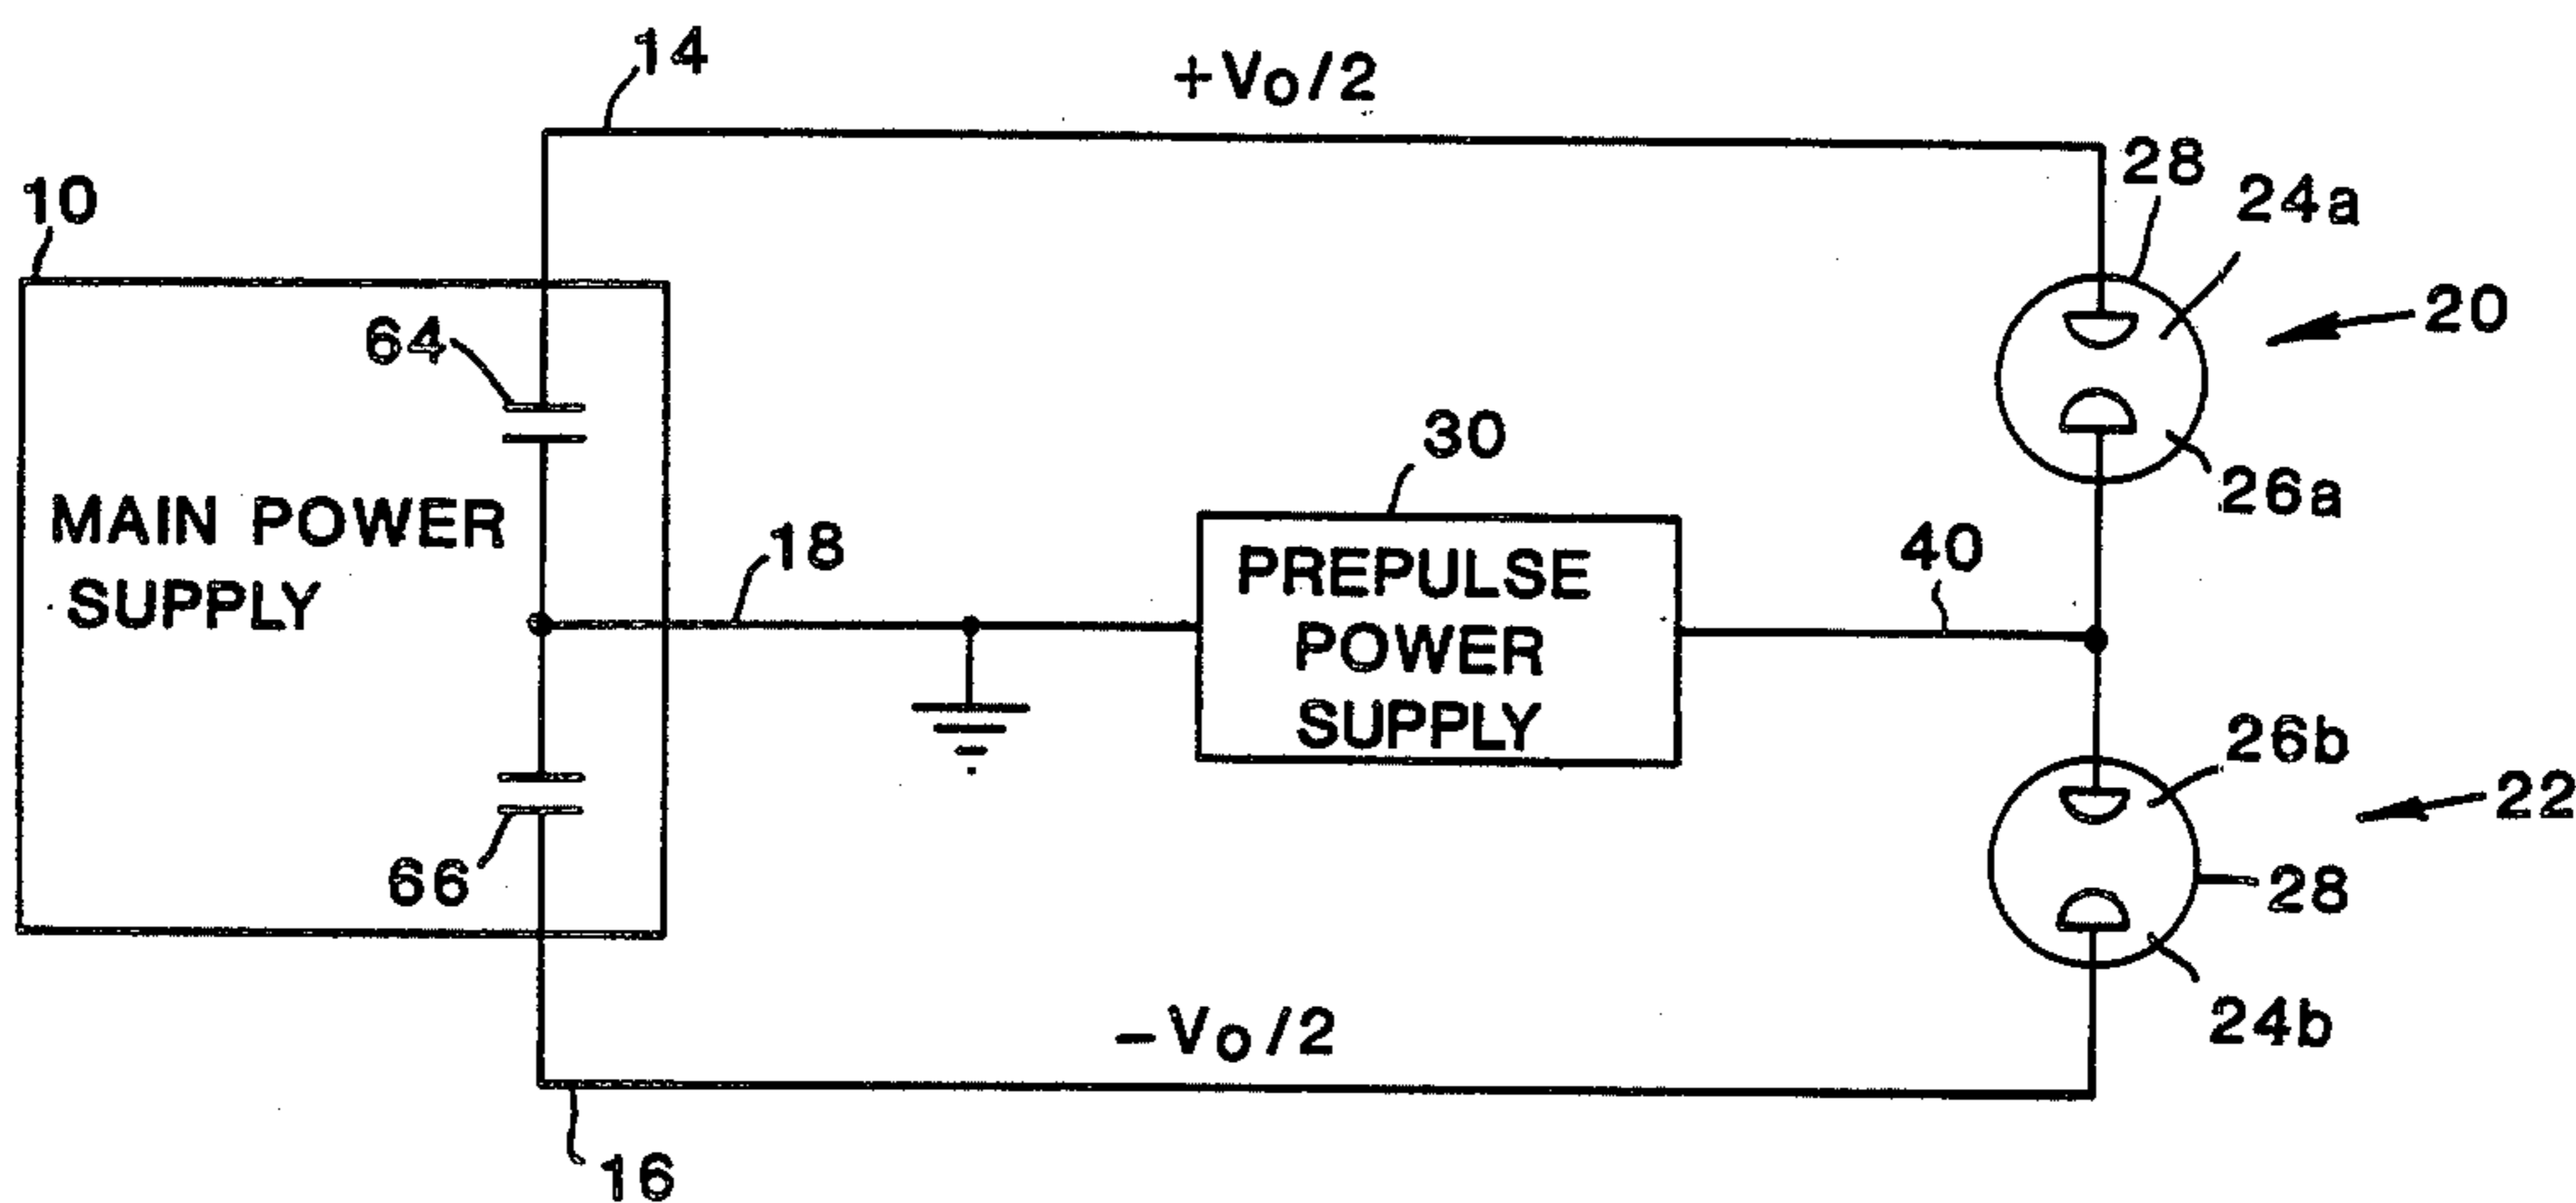 14
+Vo/2
28
24a
10
20
64
30
26a
MAIN POWER
SUPPLY
18
PREPULSE
POWER
SUPPLY
40
26b
22
66
28
24b
-Vo/2
16